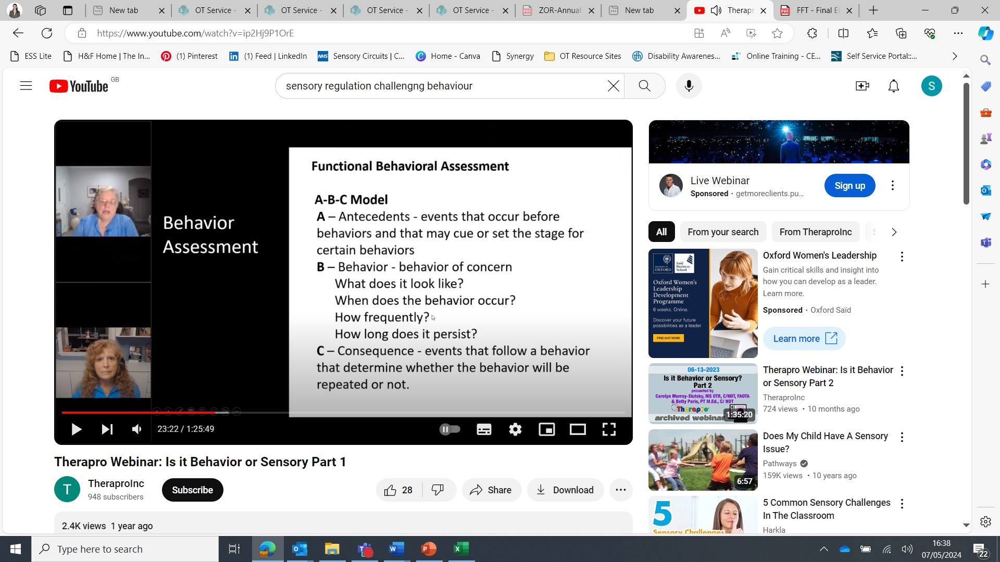 New tab
OT Service -
OT Service -
OT Service -
OT Service -
ZOR-Annual
New tab
Therapr
FFT - Final E
https://www.youtube.com/watch?v=ip2Hj9P1OrE
ESS Lite
H&F Home | The In...
(1) Pinterest
(1) Feed | LinkedIn
NHS
Sensory Circuits | C...
Home - Canva
Synergy
OT Resource Sites
Disability Awarenes...
Online Training - CE...
Self Service Portal::...
YouTube GB
sensory regulation challengng behaviour
S
Behavior
Assessment
Functional Behavioral Assessment
A-B-C Model
A – Antecedents - events that occur before
behaviors and that may cue or set the stage for
certain behaviors
B – Behavior - behavior of concern
What does it look like?
When does the behavior occur?
How frequently?
How long does it persist?
C – Consequence - events that follow a behavior
that determine whether the behavior will be
repeated or not.
23:22 / 1:25:49
Therapro Webinar: Is it Behavior or Sensory Part 1
T
TheraproInc
948 subscribers
Subscribe
28
Share
Download
2.4K views 1 year ago
Live Webinar
Sponsored · getmoreclients.pu...
Sign up
All
From your search
From TheraproInc
UNIVERSITY OF
OXFORD
Saïd
Business
School
Oxford Women's
Leadership
Development
Programme
6 weeks. Online.
Discover your future
possibilities as a leader
FIND OUT MORE
Oxford Women's Leadership
Gain critical skills and insight into
how you can develop as a leader.
Learn more.
Sponsored · Oxford Saïd
Learn more
06-13-2023
Is it Behavior or Sensory?
Part 2
presented by
Carolyn Murray-Slutsky, MS OTR, C/NDT, FAOTA
& Betty Paris, PT M.Ed., C/ NDT
Therapro
archived webinar
1:35:20
Therapro Webinar: Is it Behavior
or Sensory Part 2
TheraproInc
724 views • 10 months ago
6:57
Does My Child Have A Sensory
Issue?
Pathways
159K views • 10 years ago
5
Sensory Challenges
5 Common Sensory Challenges
In The Classroom
Harkla
Type here to search
16:38
07/05/2024
22